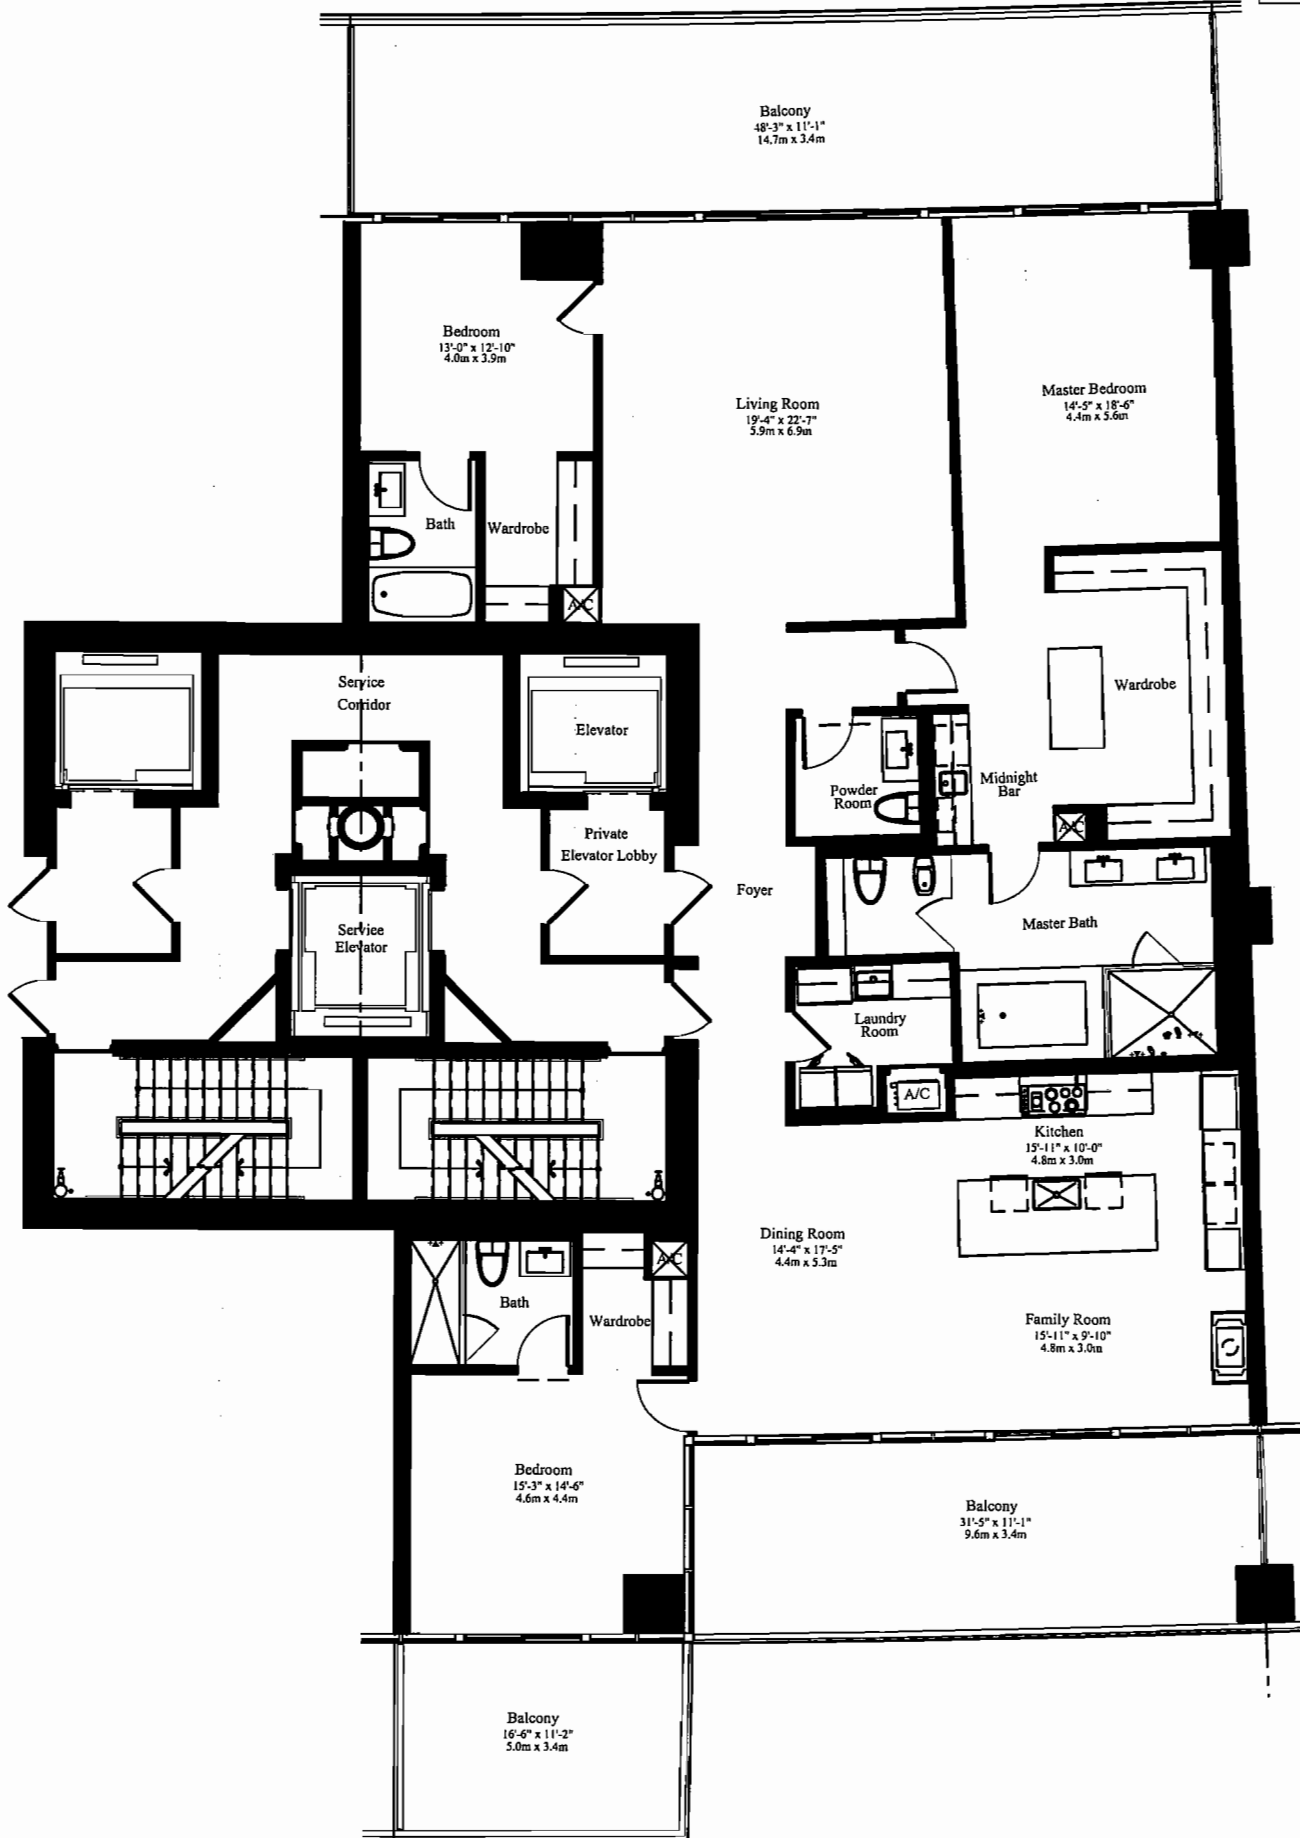 Balcony
48'-3" x 11'-1"
14.7m x 3.4m
Bedroom
13'-0" x 12'-10"
4.0m x 3.9m
Living Room
19'-4" x 22'-7"
5.9m x 6.9m
Master Bedroom
14'-5" x 18'-6"
4.4m x 5.6m
Bath
Wardrobe
A/C
Service
Corridor
Elevator
Wardrobe
Powder
Room
Midnight
Bar
A/C
Private
Elevator Lobby
Foyer
Service
Elevator
Master Bath
Laundry
Room
A/C
Kitchen
15'-11" x 10'-0"
4.8m x 3.0m
Dining Room
14'-4" x 17'-5"
4.4m x 5.3m
A/C
Bath
Wardrobe
Family Room
15'-11" x 9'-10"
4.8m x 3.0m
Bedroom
15'-3" x 14'-6"
4.6m x 4.4m
Balcony
31'-5" x 11'-1"
9.6m x 3.4m
Balcony
16'-6" x 11'-2"
5.0m x 3.4m